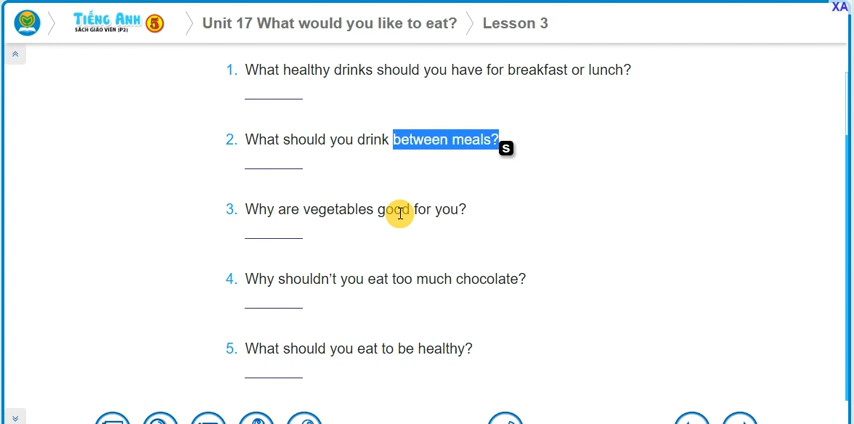 XA
TIẾNG ANH 5
SÁCH GIÁO VIÊN (P2)
Unit 17 What would you like to eat?
Lesson 3
1. What healthy drinks should you have for breakfast or lunch?
2. What should you drink between meals?
S
3. Why are vegetables good for you?
4. Why shouldn't you eat too much chocolate?
5. What should you eat to be healthy?